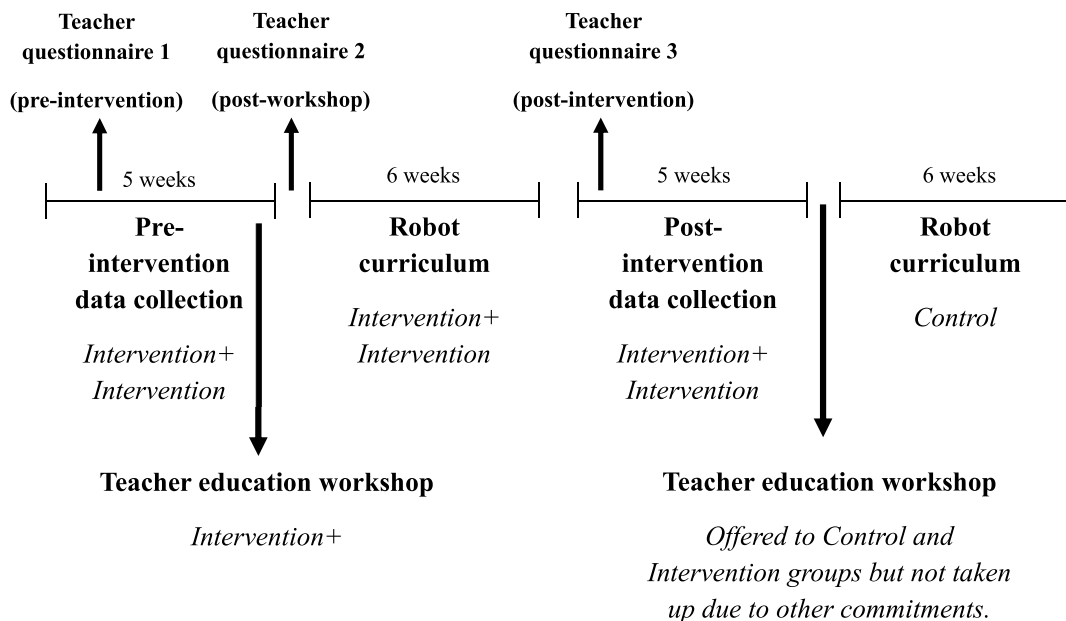 Teacher
questionnaire 1
(pre-intervention)
Teacher
questionnaire 2
(post-workshop)
Teacher
questionnaire 3
(post-intervention)
5 weeks
6 weeks
5 weeks
6 weeks
Pre-
intervention
data collection
Intervention+
Intervention
Robot
curriculum
Intervention+
Intervention
Post-
intervention
data collection
Intervention+
Intervention
Robot
curriculum
Control
Teacher education workshop
Intervention+
Teacher education workshop
Offered to Control and
Intervention groups but not taken
up due to other commitments.